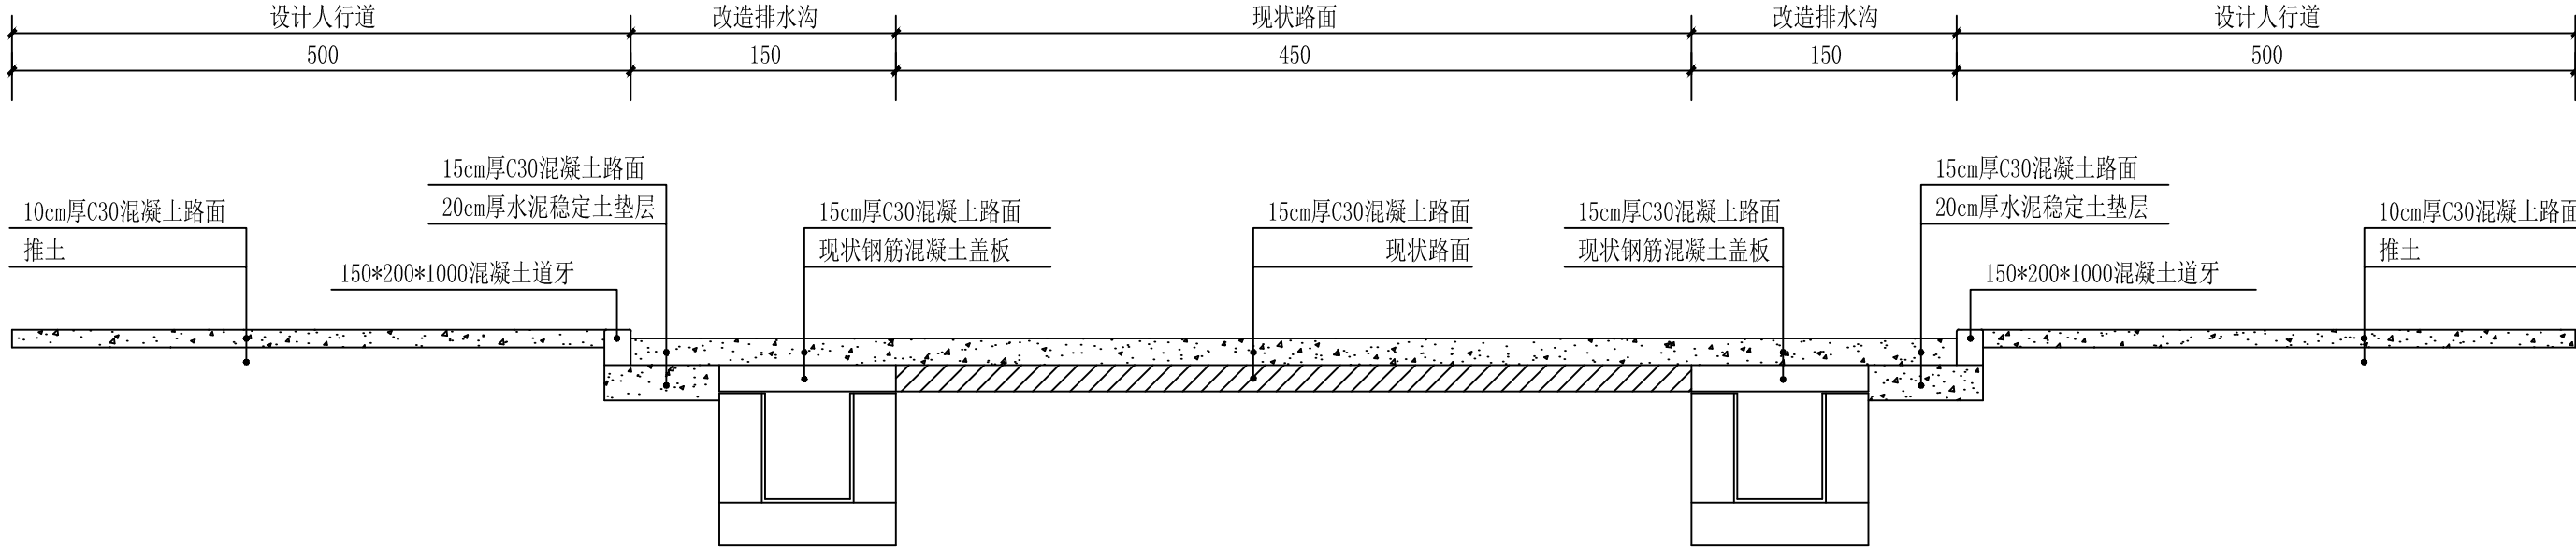 设计人行道
改造排水沟
现状路面
改造排水沟
设计人行道
500
150
450
150
500
15cm厚C30混凝土路面
20cm厚水泥稳定土垫层
15cm厚C30混凝土路面
20cm厚水泥稳定土垫层
10cm厚C30混凝土路面
推土
15cm厚C30混凝土路面
现状钢筋混凝土盖板
15cm厚C30混凝土路面
现状路面
15cm厚C30混凝土路面
现状钢筋混凝土盖板
10cm厚C30混凝土路面
推土
150*200*1000混凝土道牙
150*200*1000混凝土道牙